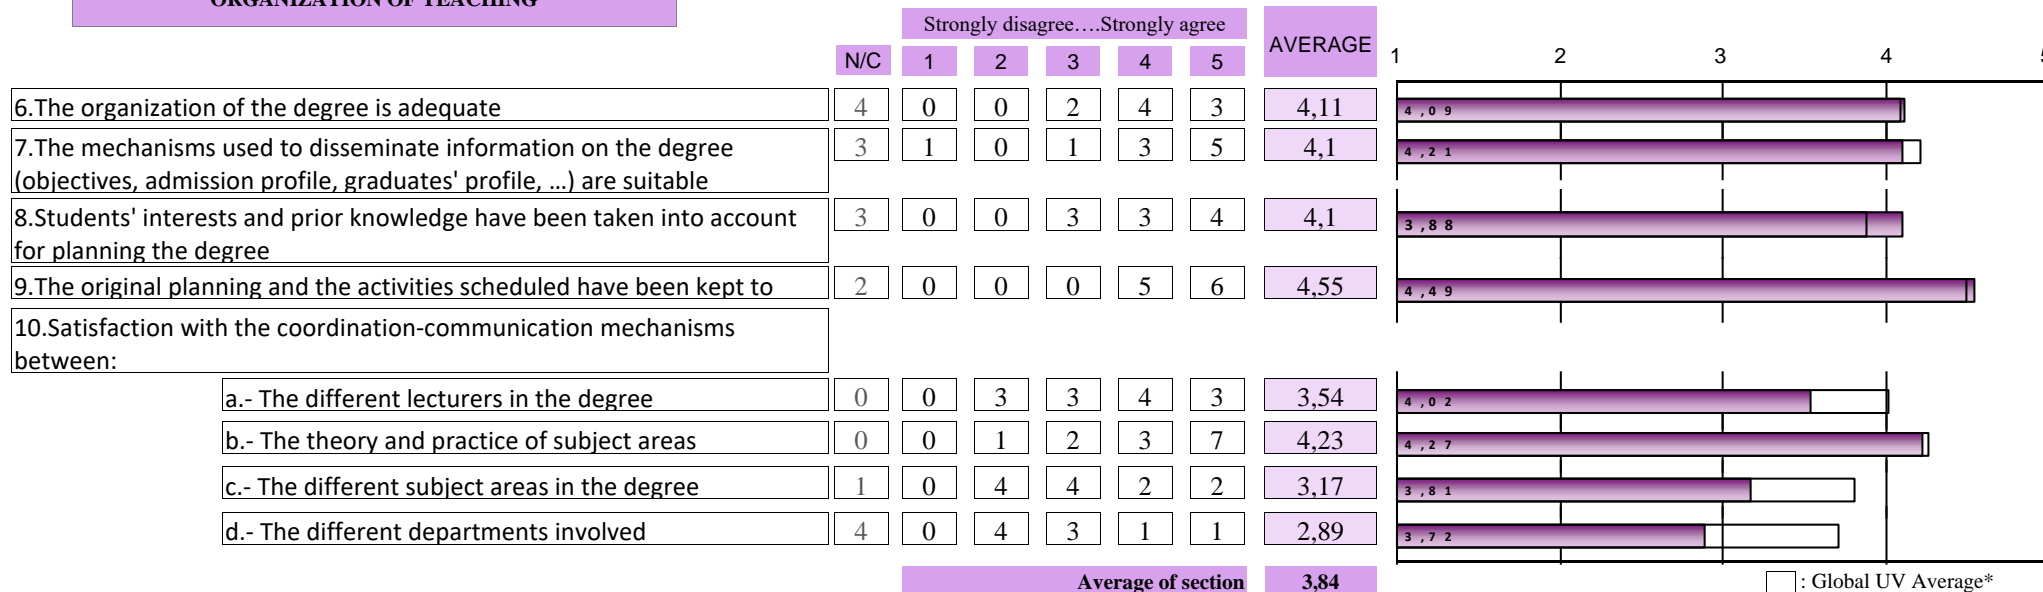 ORGANIZATION OF TEACHING
Strongly disagree….Strongly agree
AVERAGE
N/C 1 2 3 4 5
1 2 3 4 5
6.The organization of the degree is adequate 4 0 0 2 4 3 4,11 4,09
7.The mechanisms used to disseminate information on the degree 3 1 0 1 3 5 4,1 4,21
(objectives, admission profile, graduates' profile, ...) are suitable
8.Students' interests and prior knowledge have been taken into account 3 0 0 3 3 4 4,1 3,88
for planning the degree
9.The original planning and the activities scheduled have been kept to 2 0 0 0 5 6 4,55 4,49
10.Satisfaction with the coordination-communication mechanisms
between:
a.- The different lecturers in the degree 0 0 3 3 4 3 3,54 4,02
b.- The theory and practice of subject areas 0 0 1 2 3 7 4,23 4,27
c.- The different subject areas in the degree 1 0 4 4 2 2 3,17 3,81
d.- The different departments involved 4 0 4 3 1 1 2,89 3,72
Average of section 3,84
: Global UV Average*